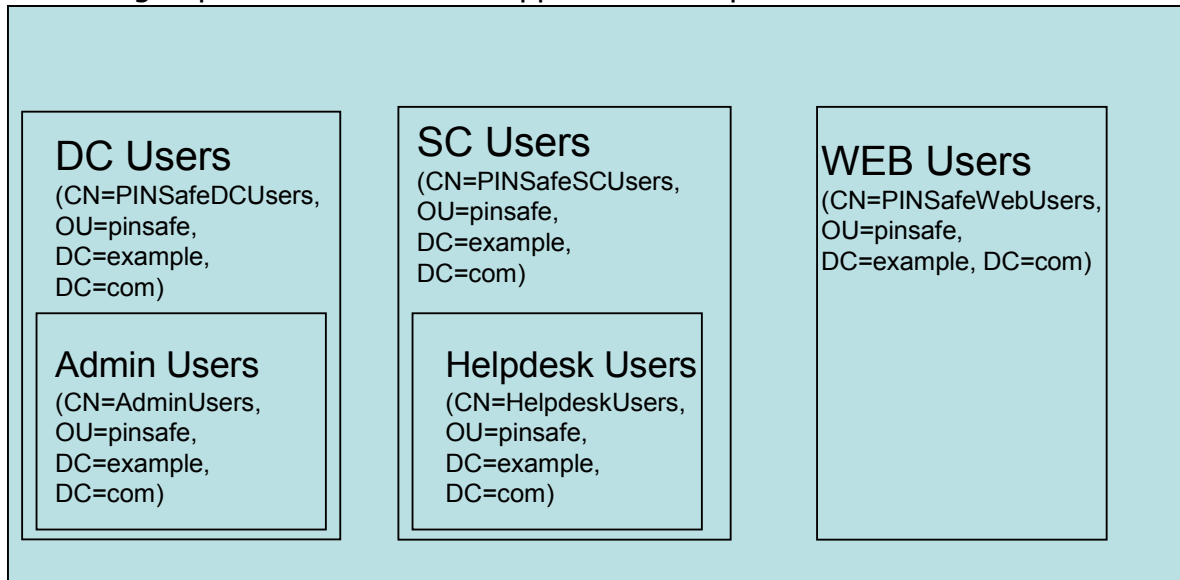 DC Users
(CN=PINSafeDCUsers,
OU=pinsafe,
DC=example,
DC=com)
Admin Users
(CN=AdminUsers,
OU=pinsafe,
DC=example,
DC=com)
SC Users
(CN=PINSafeSCUsers,
OU=pinsafe,
DC=example,
DC=com)
Helpdesk Users
(CN=HelpdeskUsers,
OU=pinsafe,
DC=example,
DC=com)
WEB Users
(CN=PINSafeWebUsers,
OU=pinsafe,
DC=example, DC=com)